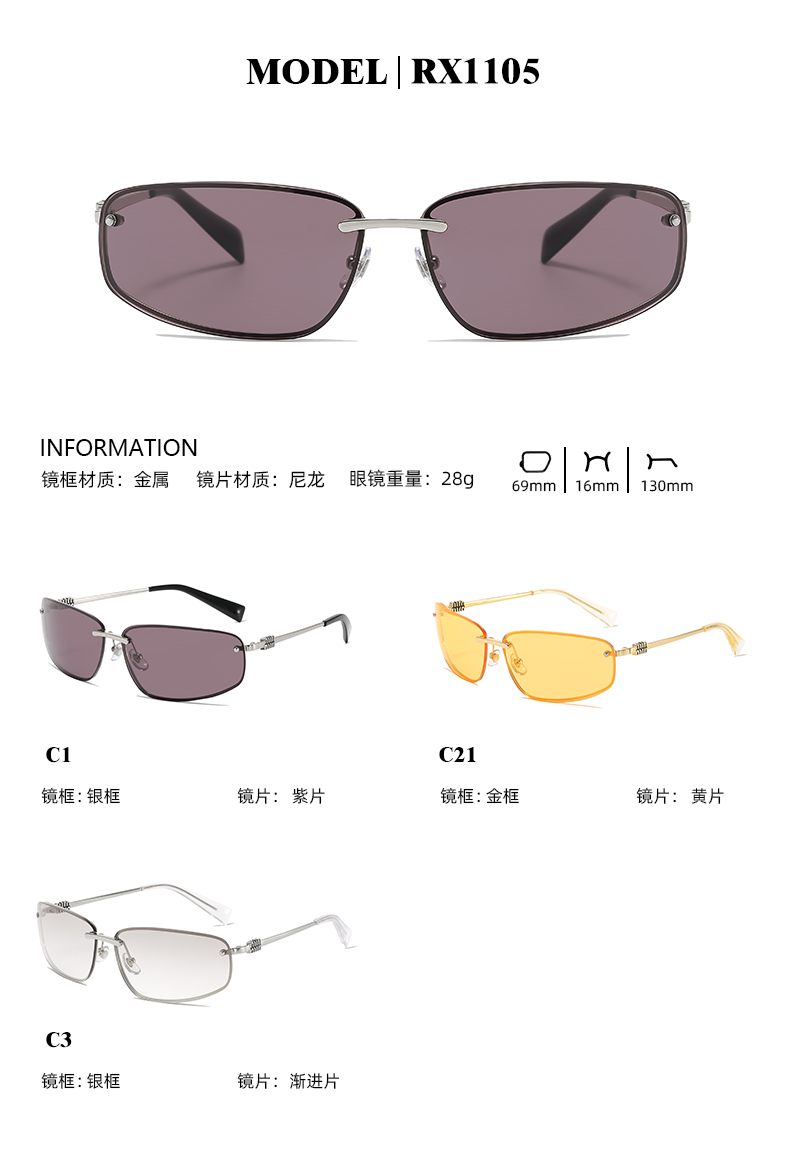 MODEL | RX1105
INFORMATION
镜框材质：金属 镜片材质：尼龙 眼镜重量：28g
69mm 16mm 130mm
C1
镜框：银框 镜片： 紫片
C21
镜框：金框 镜片： 黄片
C3
镜框：银框 镜片： 渐进片